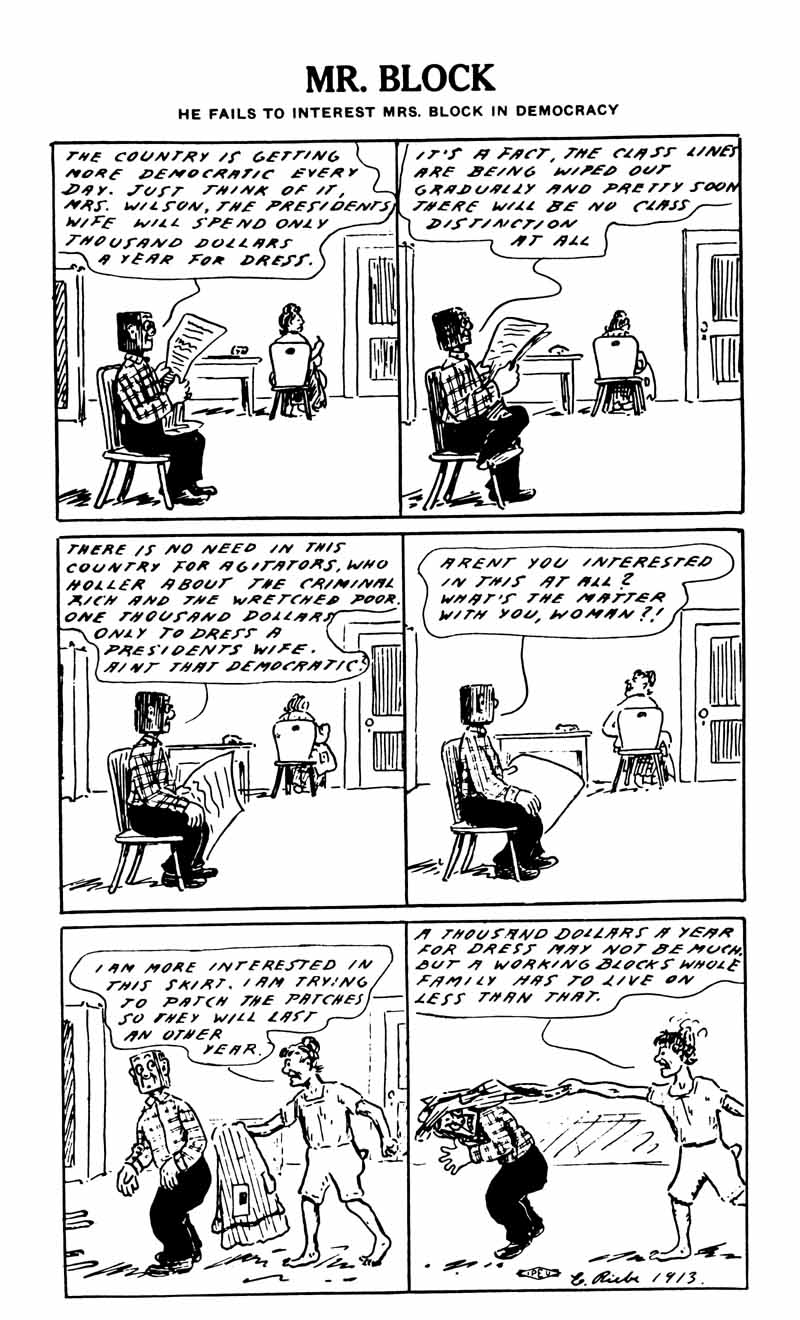 MR. BLOCK
HE FAILS TO INTEREST MRS. BLOCK IN DEMOCRACY
THE COUNTRY IS GETTING
MORE DEMOCRATIC EVERY
DAY. JUST THINK OF IT,
MRS. WILSON, THE PRESIDENTS
WIFE WILL SPEND ONLY
THOUSAND DOLLARS
A YEAR FOR DRESS.
IT'S A FACT, THE CLASS LINES
ARE BEING WIPED OUT
GRADUALLY AND PRETTY SOON
THERE WILL BE NO CLASS
DISTINCTION
AT ALL
THERE IS NO NEED IN THIS
COUNTRY FOR AGITATORS, WHO
HOLLER ABOUT THE CRIMINAL
RICH AND THE WRETCHED POOR.
ONE THOUSAND DOLLARS
ONLY TO DRESS A
PRESIDENTS WIFE.
AINT THAT DEMOCRATIC?
ARENT YOU INTERESTED
IN THIS AT ALL?
WHAT'S THE MATTER
WITH YOU, WOMAN?!
I AM MORE INTERESTED IN
THIS SKIRT. I AM TRYING
TO PATCH THE PATCHES
SO THEY WILL LAST
AN OTHER
YEAR.
A THOUSAND DOLLARS A YEAR
FOR DRESS MAY NOT BE MUCH.
BUT A WORKING BLOCKS WHOLE
FAMILY HAS TO LIVE ON
LESS THAN THAT.
I.P.E.U.
E. Riebe 1913.